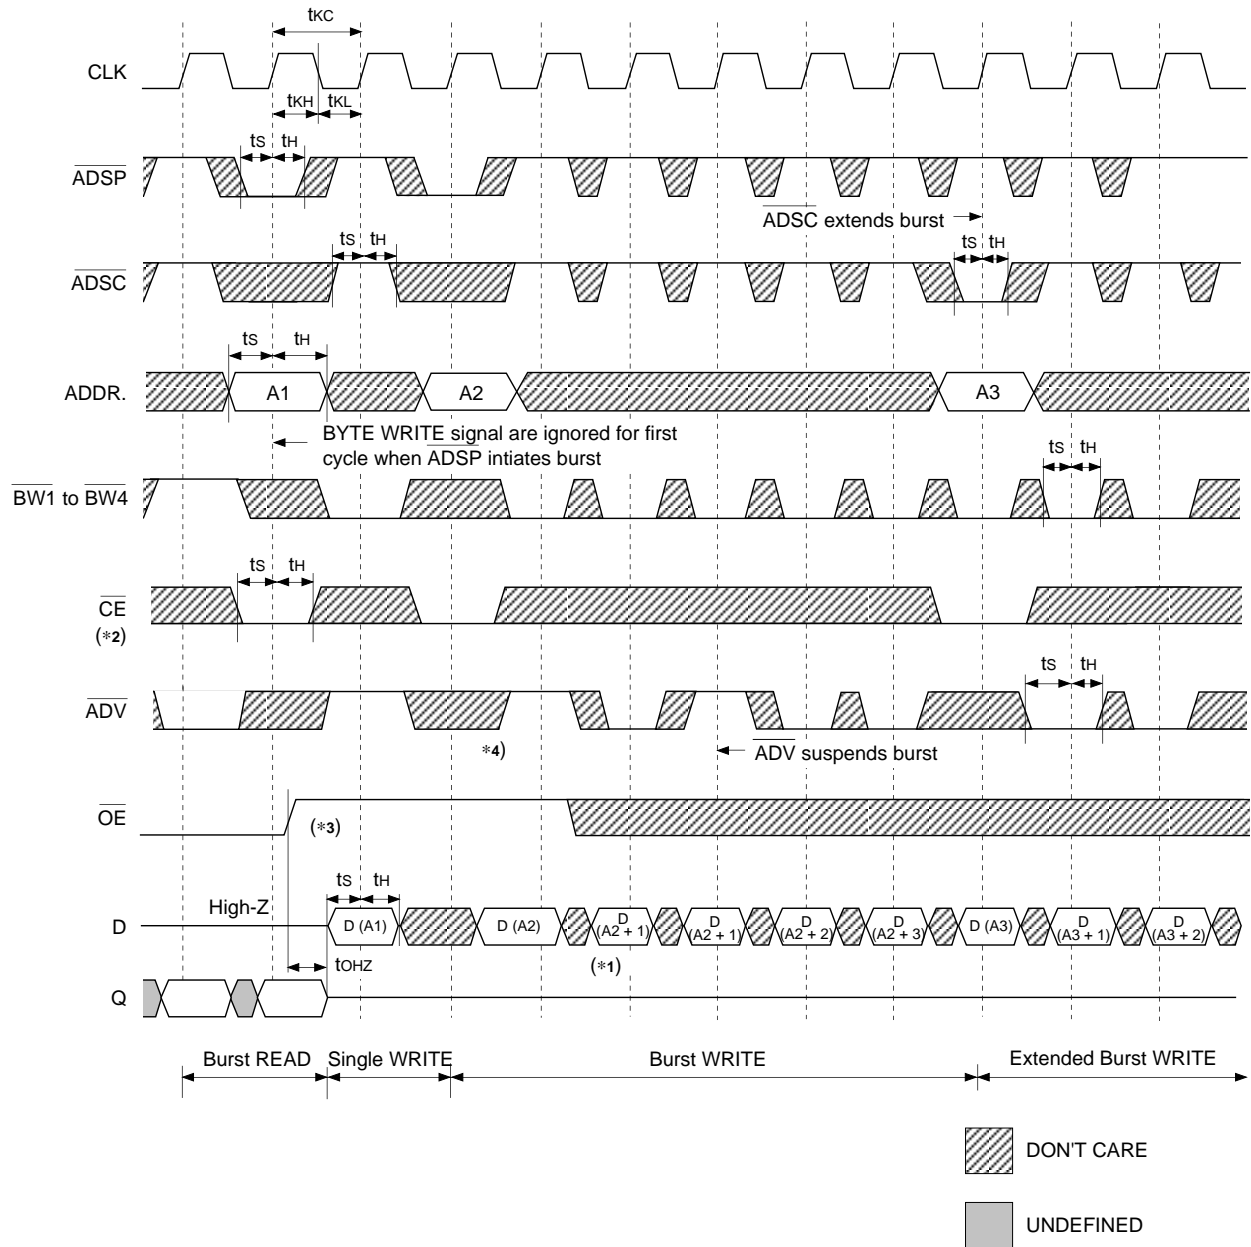 tKC
CLK
tKH tKL
tS tH
ADSP
ADSC extends burst
tS tH
tS tH
ADSC
tS tH
ADDR.
A1
A2
A3
BYTE WRITE signal are ignored for first
cycle when ADSP intiates burst
tS tH
BW1 to BW4
tS tH
CE
(*2)
tS tH
ADV
*4)
ADV suspends burst
OE
(*3)
tS tH
High-Z
D
D (A1)
D (A2)
D
(A2 + 1)
D
(A2 + 1)
D
(A2 + 2)
D
(A2 + 3)
D (A3)
D
(A3 + 1)
D
(A3 + 2)
tOHZ
(*1)
Q
Burst READ
Single WRITE
Burst WRITE
Extended Burst WRITE
DON'T CARE
UNDEFINED